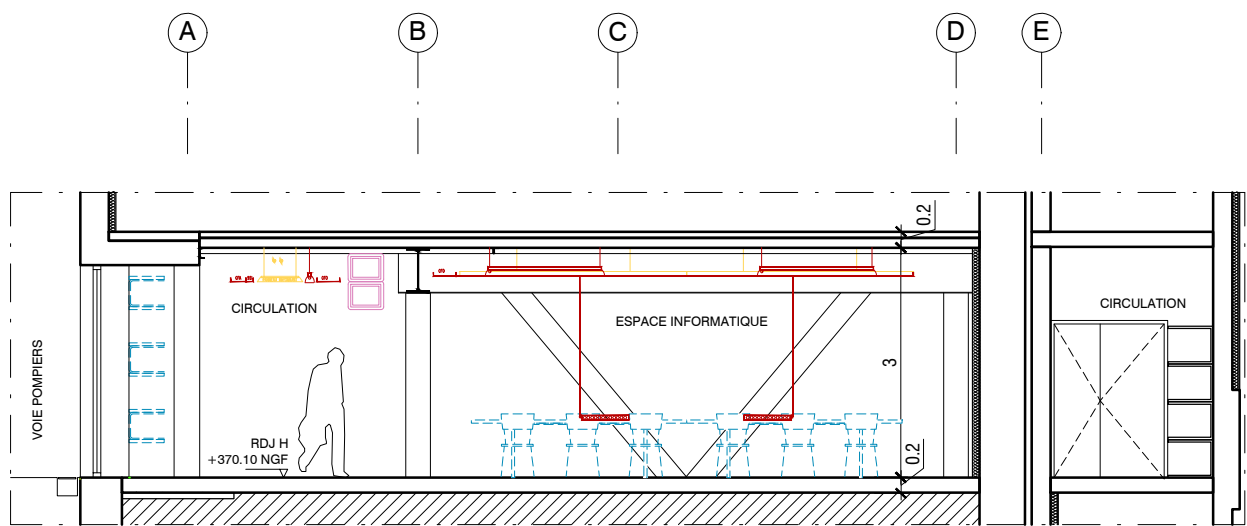 A
B
C
D
E
0.2
CIRCULATION
ESPACE INFORMATIQUE
CIRCULATION
VOIE POMPIERS
3
RDJ H
+370.10 NGF
0.2